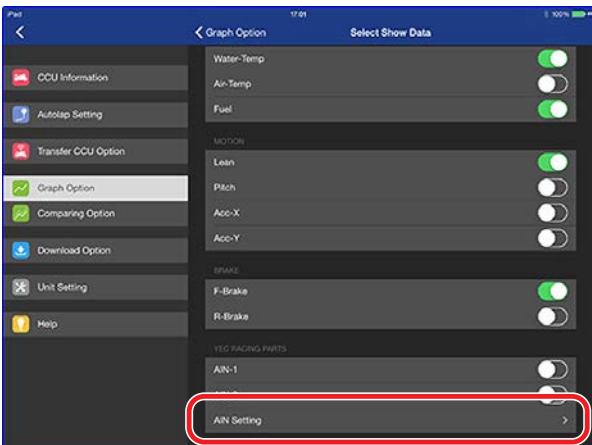 iPad 17:01 100%
Graph Option Select Show Data
CCU Information
Autolap Setting
Transfer CCU Option
Graph Option
Comparing Option
Download Option
Unit Setting
Help
Water-Temp
Air-Temp
Fuel
MOTION
Lean
Pitch
Acc-X
Acc-Y
BRAKE
F-Brake
R-Brake
YEC RACING PARTS
AIN-1
AIN Setting